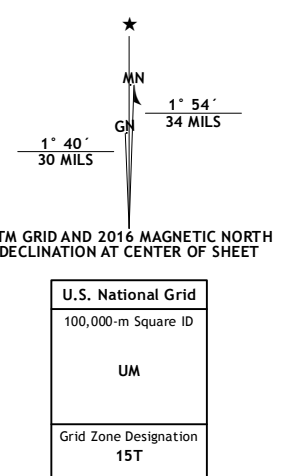 MN
1° 54´
34 MILS
GN
1° 40´
30 MILS
TM GRID AND 2016 MAGNETIC NORTH
DECLINATION AT CENTER OF SHEET
U.S. National Grid
100,000-m Square ID
UM
Grid Zone Designation
15T